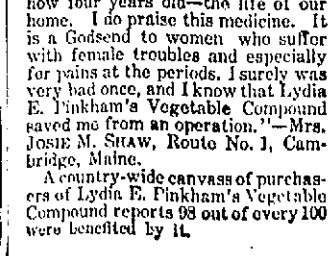 now four years old—the life of our
home. I do praise this medicine. It
is a Godsend to women who suffer
with female troubles and especially
for pains at the periods. I surely was
very bad once, and I know that Lydia
E. Pinkham's Vegetable Compound
saved me from an operation."—Mrs.
JOSIE M. SHAW, Route No. 1, Cam-
bridge, Maine.
A country-wide canvass of purchas-
ers of Lydia E. Pinkham's Vegetable
Compound reports 98 out of every 100
were benefited by it.